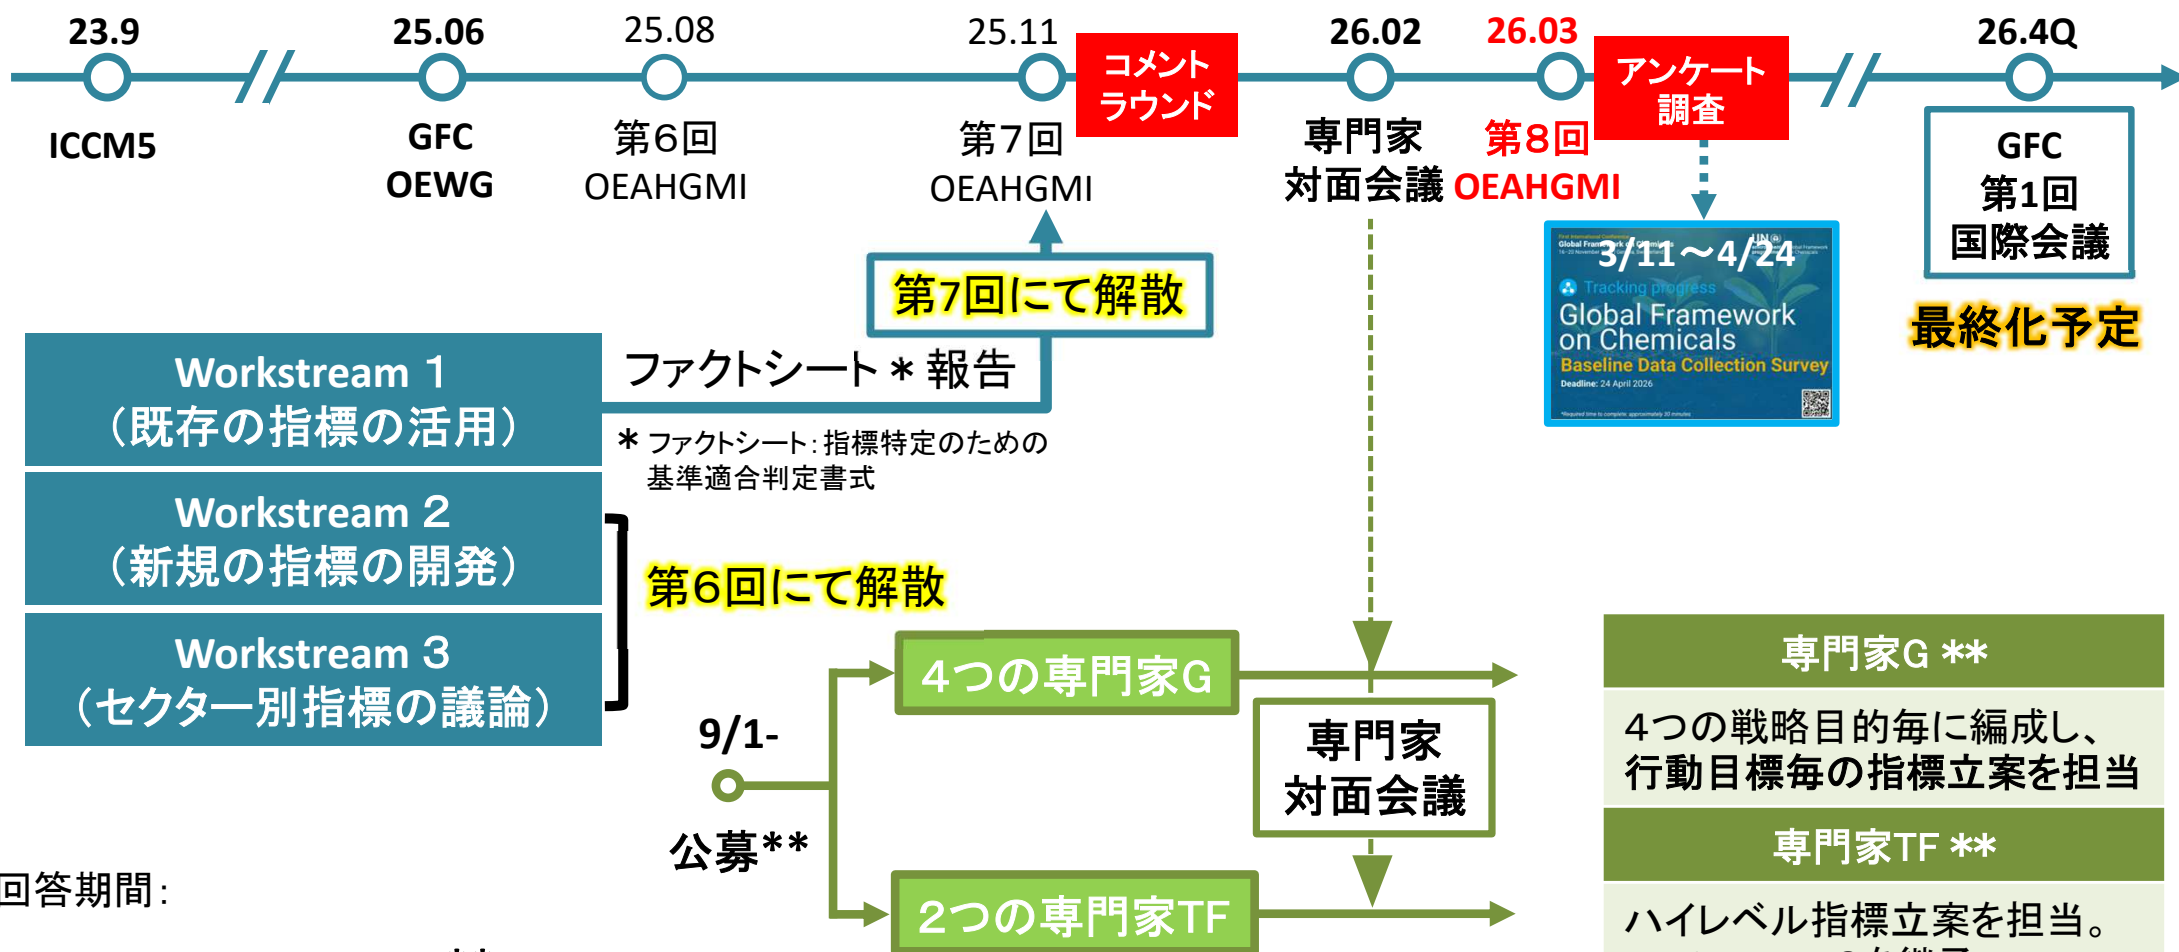 23.9
25.06
25.08
25.11
コメント
ラウンド
26.02
26.03
アンケート
調査
26.4Q
ICCM5
GFC
OEWG
第6回
OEAHGMI
第7回
OEAHGMI
専門家
対面会議
第8回
OEAHGMI
GFC
第1回
国際会議
最終化予定
3/11～4/24
Tracking progress
Global Framework
on Chemicals
Baseline Data Collection Survey
Deadline: 24 April 2026
*Required time to complete: approximately 30 minutes
第7回にて解散
Workstream 1
（既存の指標の活用）
ファクトシート * 報告
* ファクトシート：指標特定のための
基準適合判定書式
Workstream 2
（新規の指標の開発）
Workstream 3
（セクター別指標の議論）
第6回にて解散
9/1-
公募**
4つの専門家G
専門家
対面会議
2つの専門家TF
専門家G **
4つの戦略目的毎に編成し、
行動目標毎の指標立案を担当
専門家TF **
ハイレベル指標立案を担当。
回答期間：